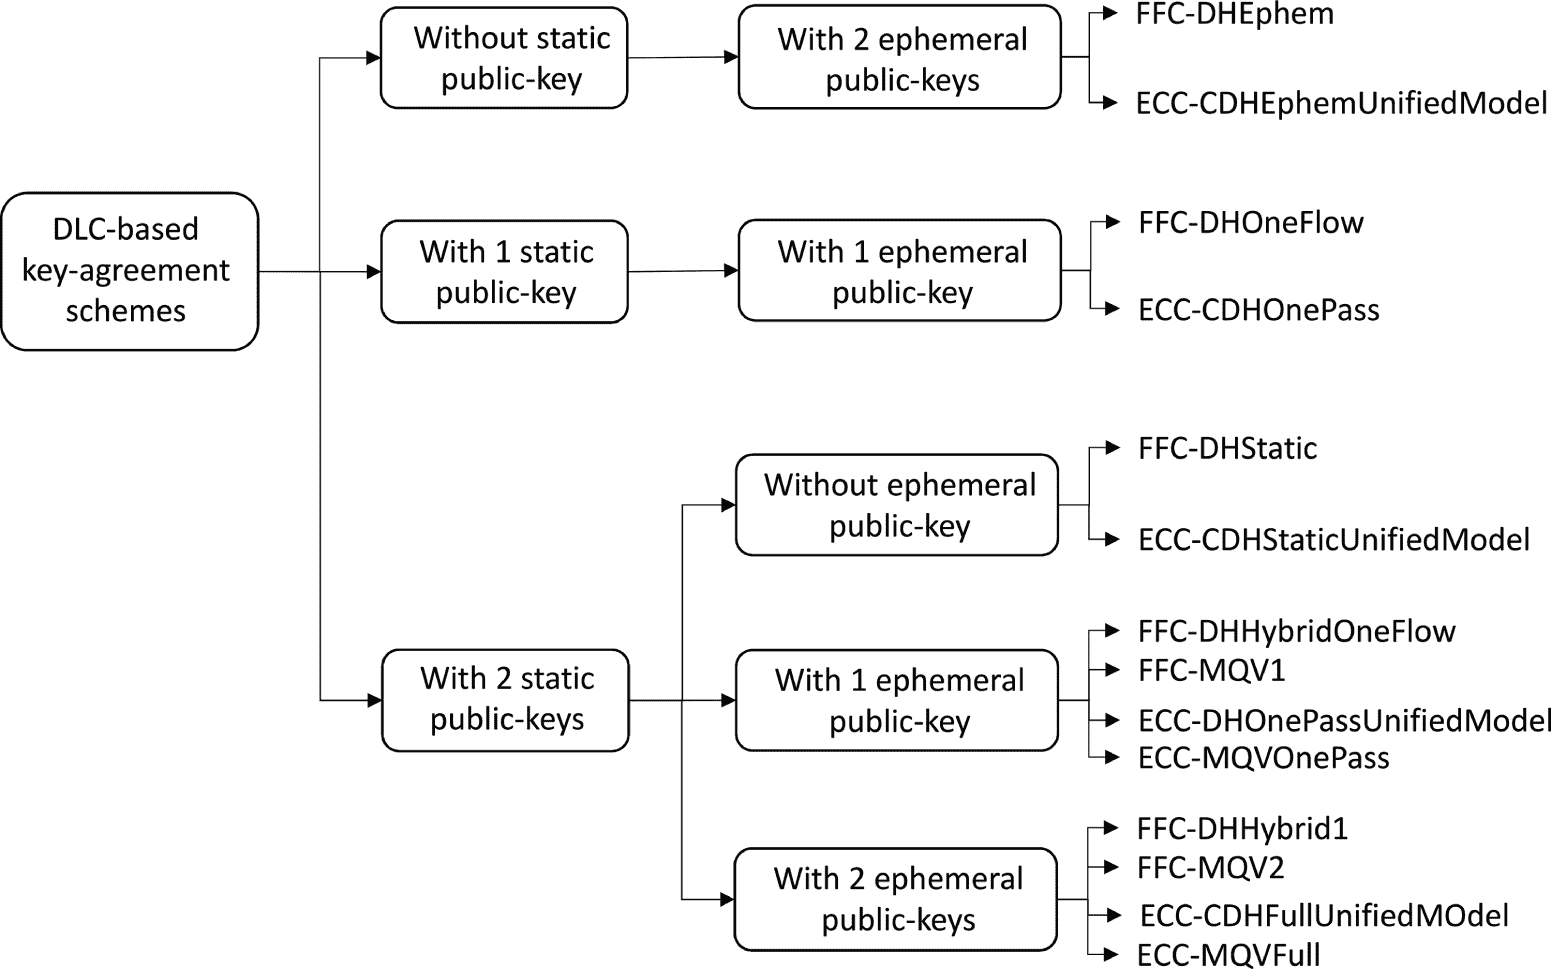 DLC-based
key-agreement
schemes
Without static
public-key
With 2 ephemeral
public-keys
FFC-DHEphem
ECC-CDHEphemUnifiedModel
With 1 static
public-key
With 1 ephemeral
public-key
FFC-DHOneFlow
ECC-CDHOnePass
With 2 static
public-keys
Without ephemeral
public-key
FFC-DHStatic
ECC-CDHStaticUnifiedModel
With 1 ephemeral
public-key
FFC-DHHybridOneFlow
FFC-MQV1
ECC-DHOnePassUnifiedModel
ECC-MQVOnePass
With 2 ephemeral
public-keys
FFC-DHHybrid1
FFC-MQV2
ECC-CDHFullUnifiedMOdel
ECC-MQVFull